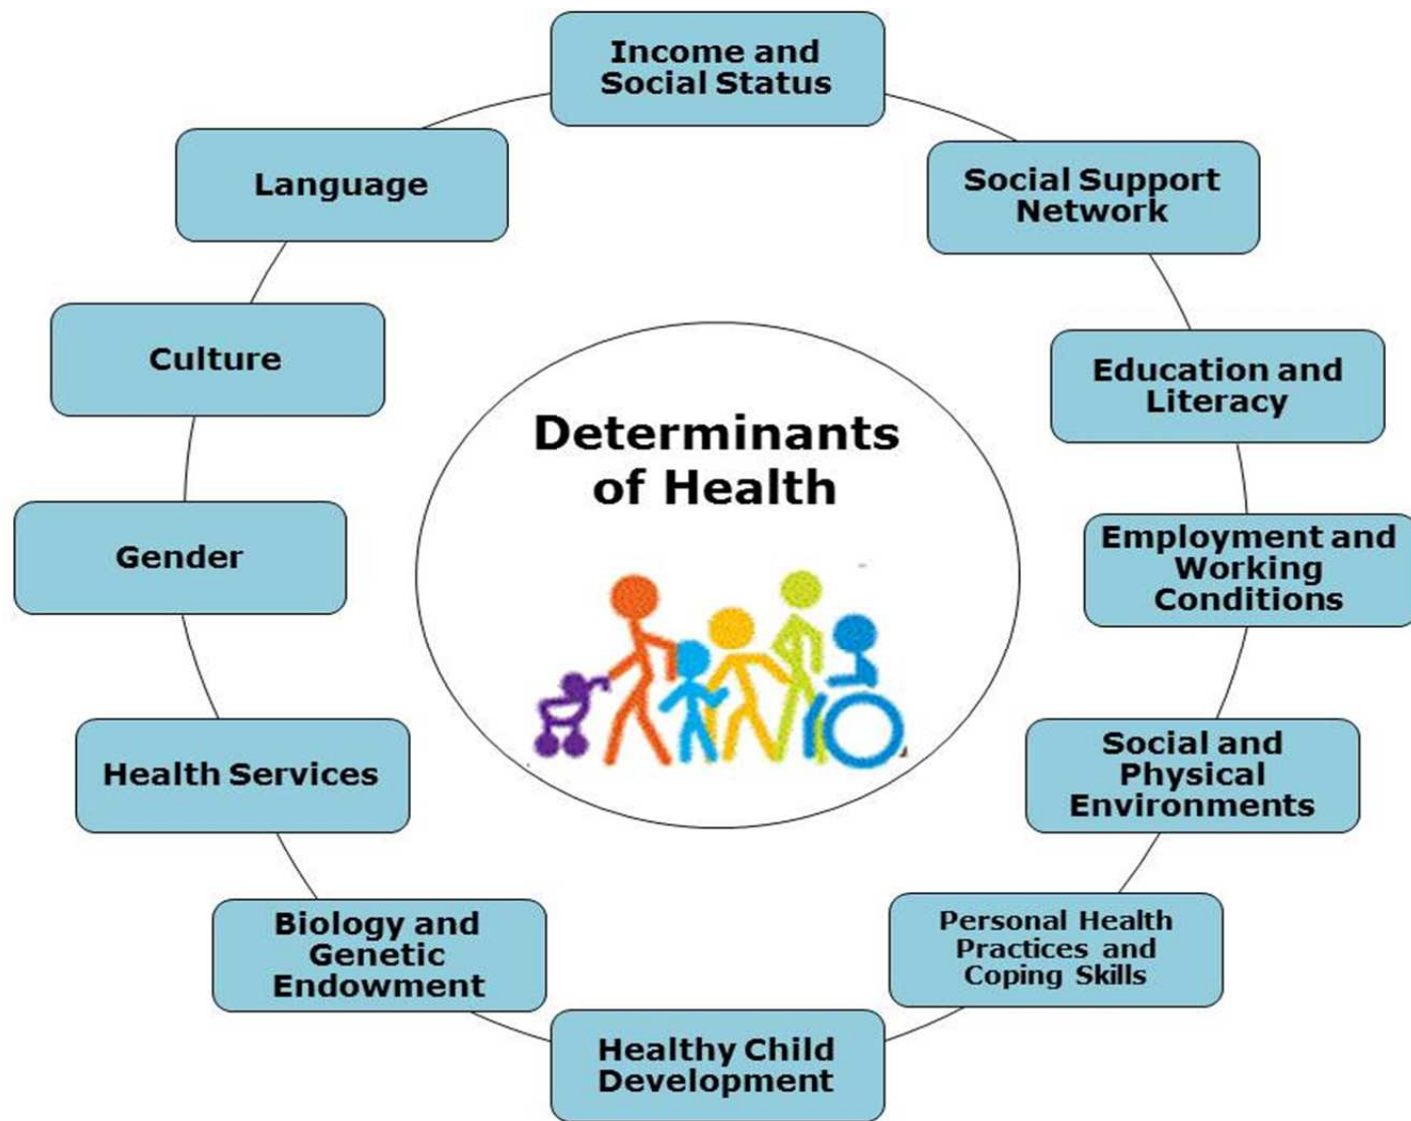 Income and
Social Status
Social Support
Network
Education and
Literacy
Employment and
Working
Conditions
Social and
Physical
Environments
Personal Health
Practices and
Coping Skills
Healthy Child
Development
Biology and
Genetic
Endowment
Health Services
Gender
Culture
Language
Determinants
of Health